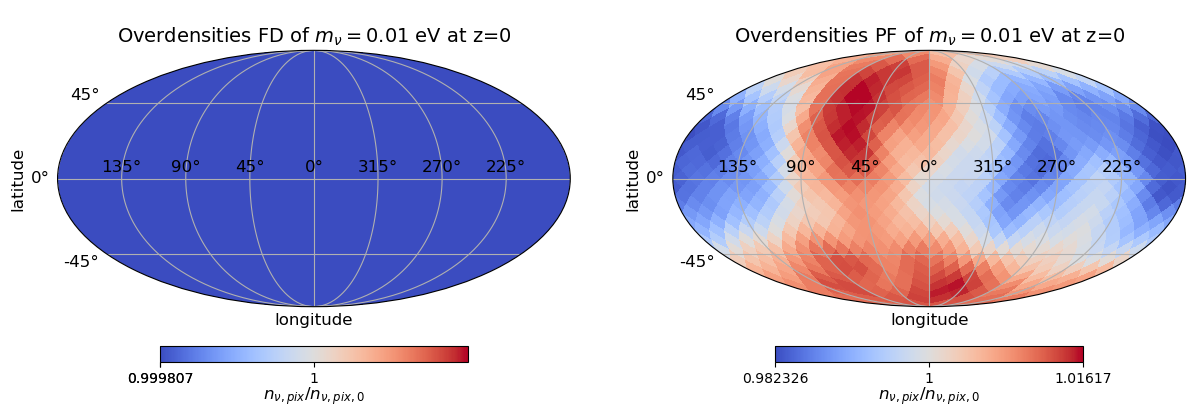 Overdensities FD of $m_\nu = 0.01$ eV at z=0
45°
135° 90° 45° 0° 315° 270° 225°
0°
latitude
-45°
longitude
0.999807 1
$n_{\nu,pix}/n_{\nu,pix,0}$
Overdensities PF of $m_\nu = 0.01$ eV at z=0
45°
135° 90° 45° 0° 315° 270° 225°
0°
latitude
-45°
longitude
0.982326 1 1.01617
$n_{\nu,pix}/n_{\nu,pix,0}$